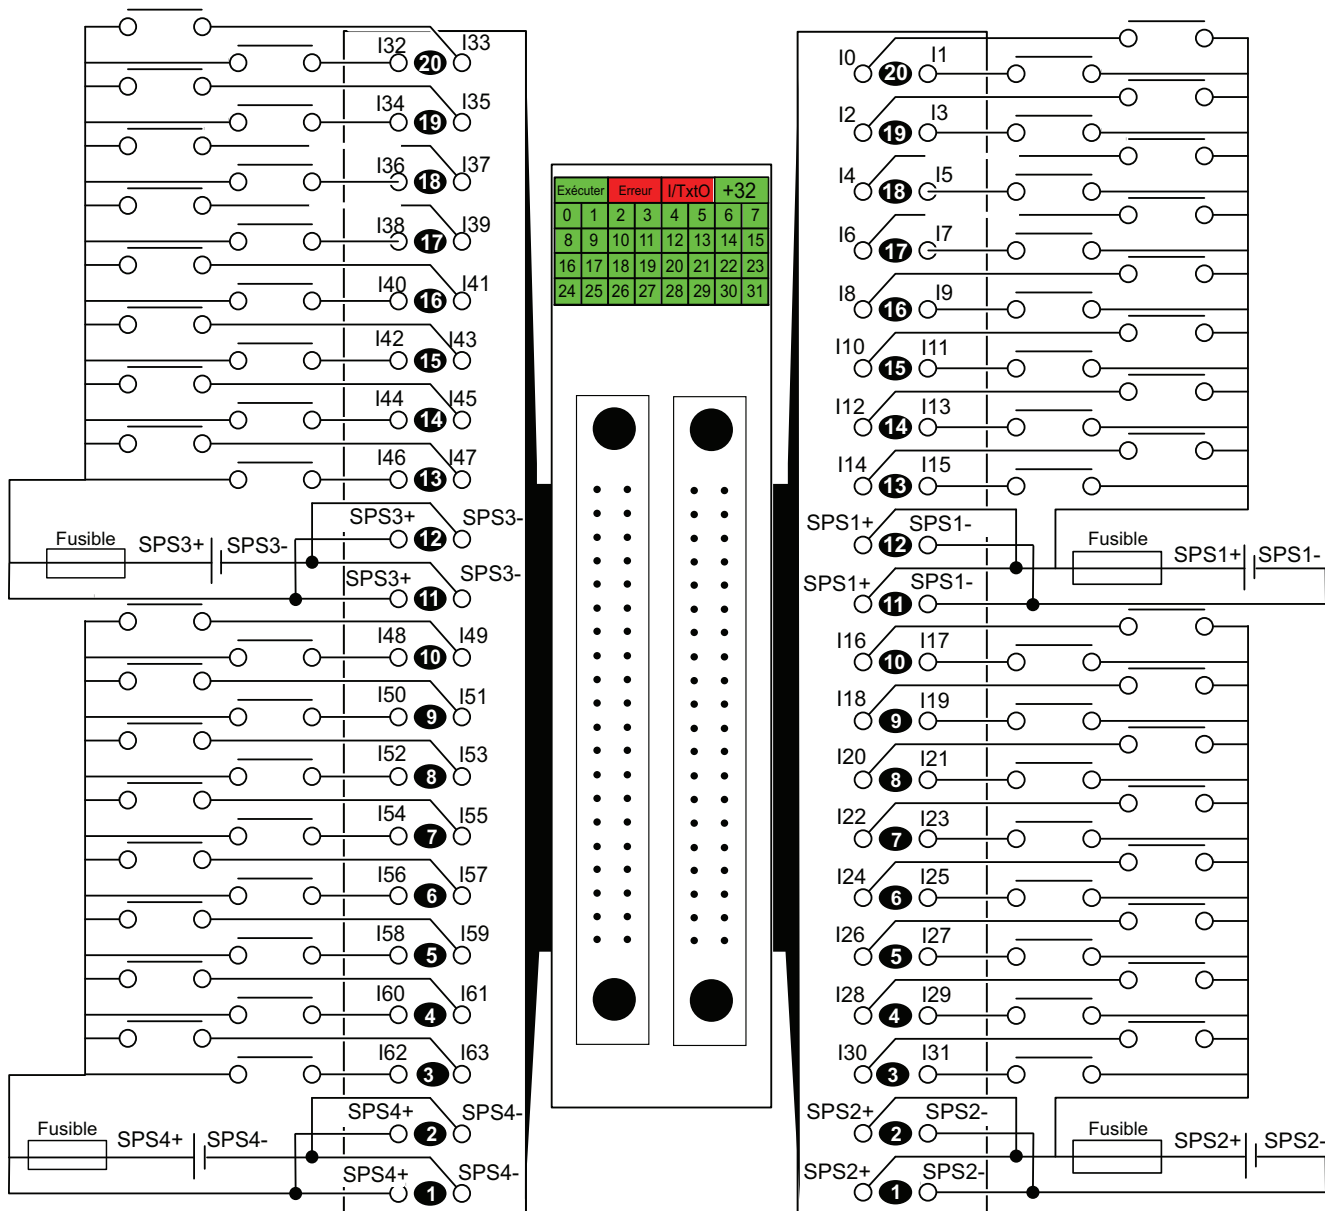 I32 20 I33
I34 19 I35
I36 18 I37
I38 17 I39
I40 16 I41
I42 15 I43
I44 14 I45
I46 13 I47
SPS3+ 12 SPS3-
Fusible SPS3+ SPS3-
SPS3+ 11 SPS3-
I48 10 I49
I50 9 I51
I52 8 I53
I54 7 I55
I56 6 I57
I58 5 I59
I60 4 I61
I62 3 I63
SPS4+ 2 SPS4-
Fusible SPS4+ SPS4-
SPS4+ 1 SPS4-
Exécuter Erreur I/TxtO +32
0 1 2 3 4 5 6 7
8 9 10 11 12 13 14 15
16 17 18 19 20 21 22 23
24 25 26 27 28 29 30 31
I0 20 I1
I2 19 I3
I4 18 I5
I6 17 I7
I8 16 I9
I10 15 I11
I12 14 I13
I14 13 I15
SPS1+ 12 SPS1-
Fusible SPS1+ SPS1-
SPS1+ 11 SPS1-
I16 10 I17
I18 9 I19
I20 8 I21
I22 7 I23
I24 6 I25
I26 5 I27
I28 4 I29
I30 3 I31
SPS2+ 2 SPS2-
Fusible SPS2+ SPS2-
SPS2+ 1 SPS2-